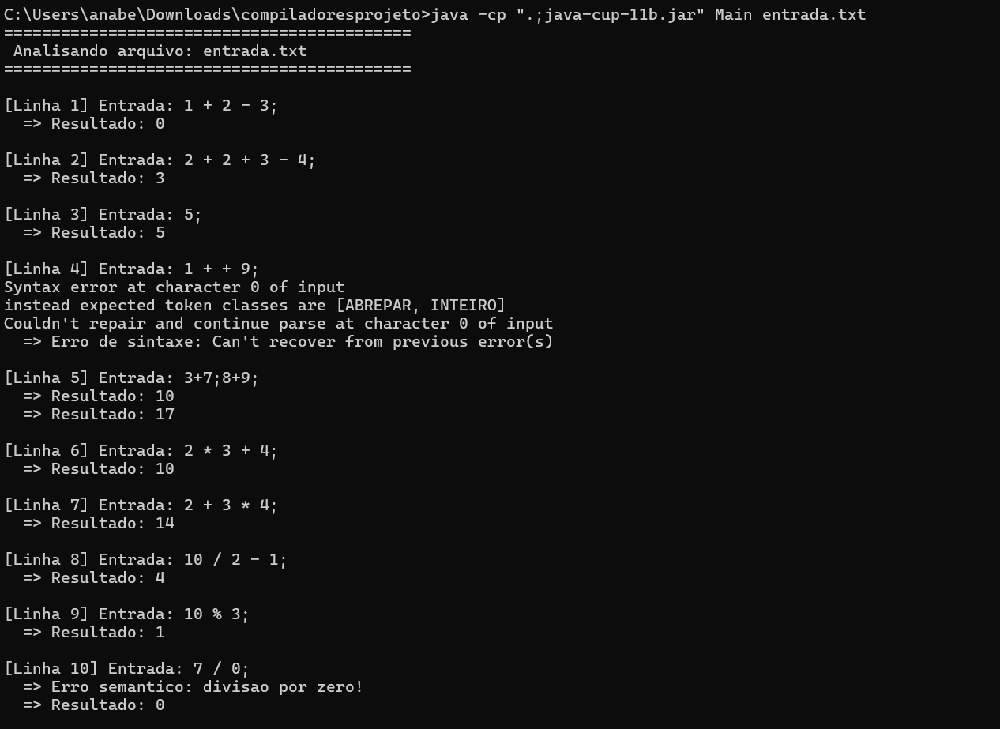 C:\Users\anabe\Downloads\compiladoresprojeto>java -cp ".;java-cup-11b.jar" Main entrada.txt
===========================================
 Analisando arquivo: entrada.txt
===========================================
[Linha 1] Entrada: 1 + 2 - 3;
  => Resultado: 0
[Linha 2] Entrada: 2 + 2 + 3 - 4;
  => Resultado: 3
[Linha 3] Entrada: 5;
  => Resultado: 5
[Linha 4] Entrada: 1 + + 9;
Syntax error at character 0 of input
instead expected token classes are [ABREPAR, INTEIRO]
Couldn't repair and continue parse at character 0 of input
  => Erro de sintaxe: Can't recover from previous error(s)
[Linha 5] Entrada: 3+7;8+9;
  => Resultado: 10
  => Resultado: 17
[Linha 6] Entrada: 2 * 3 + 4;
  => Resultado: 10
[Linha 7] Entrada: 2 + 3 * 4;
  => Resultado: 14
[Linha 8] Entrada: 10 / 2 - 1;
  => Resultado: 4
[Linha 9] Entrada: 10 % 3;
  => Resultado: 1
[Linha 10] Entrada: 7 / 0;
  => Erro semantico: divisao por zero!
  => Resultado: 0